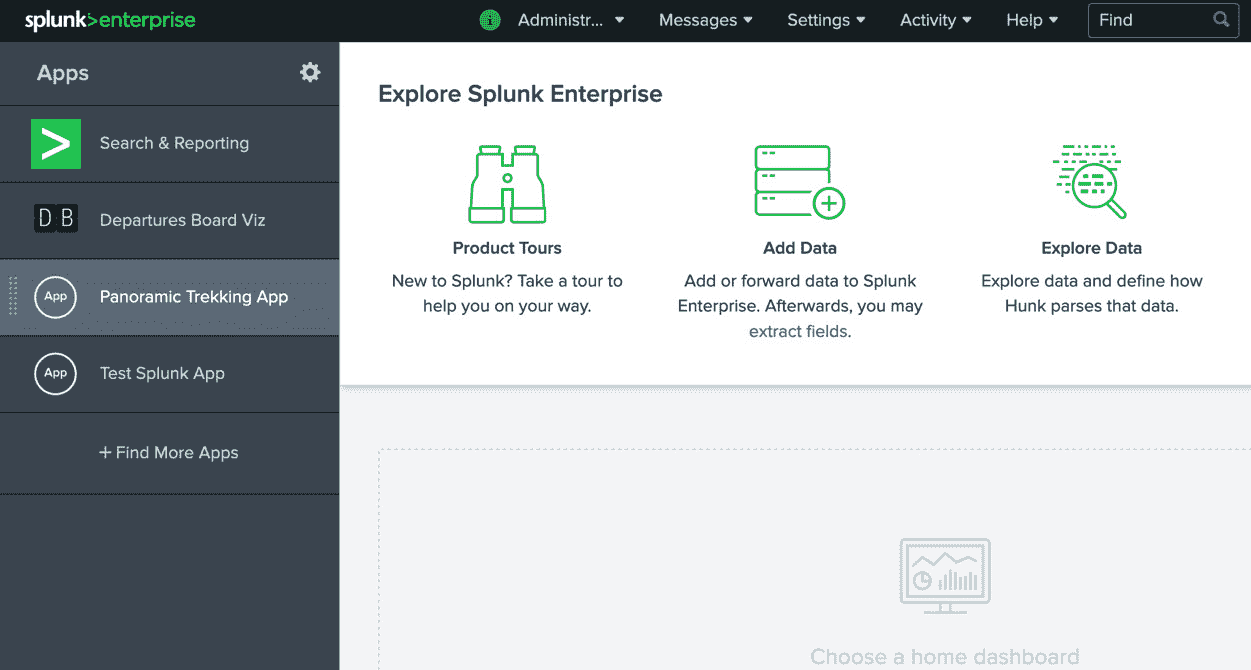 splunk>enterprise
Administr...
Messages
Settings
Activity
Help
Find
Apps
Search & Reporting
DB
Departures Board Viz
App
Panoramic Trekking App
App
Test Splunk App
+ Find More Apps
Explore Splunk Enterprise
Product Tours
New to Splunk? Take a tour to
help you on your way.
Add Data
Add or forward data to Splunk
Enterprise. Afterwards, you may
extract fields.
Explore Data
Explore data and define how
Hunk parses that data.
Choose a home dashboard